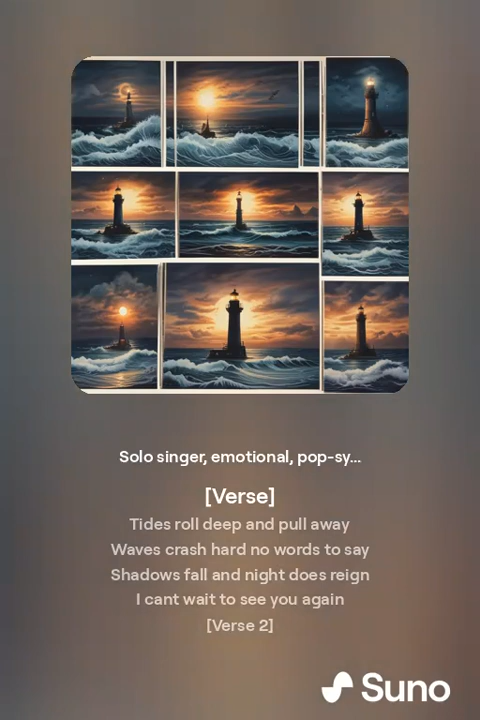 Solo singer, emotional, pop-sy...
[Verse]
Tides roll deep and pull away
Waves crash hard no words to say
Shadows fall and night does reign
I cant wait to see you again
[Verse 2]
Suno